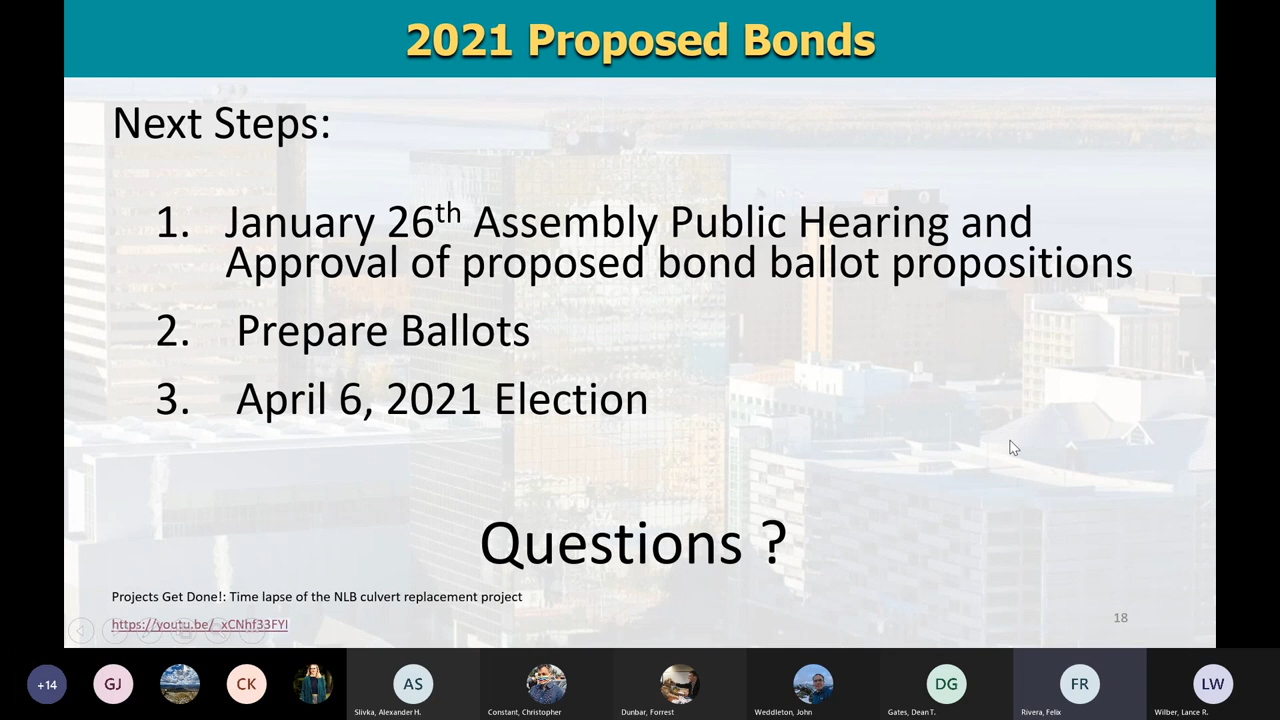 2021 Proposed Bonds
Next Steps:
1. January 26th Assembly Public Hearing and
Approval of proposed bond ballot propositions
2. Prepare Ballots
3. April 6, 2021 Election
Questions ?
Projects Get Done!: Time lapse of the NLB culvert replacement project
https://youtu.be/_xCNhf33FYI
18
+14
GJ
CK
AS
DG
FR
LW
Slivka, Alexander H.
Constant, Christopher
Dunbar, Forrest
Weddleton, John
Gates, Dean T.
Rivera, Felix
Wilber, Lance R.